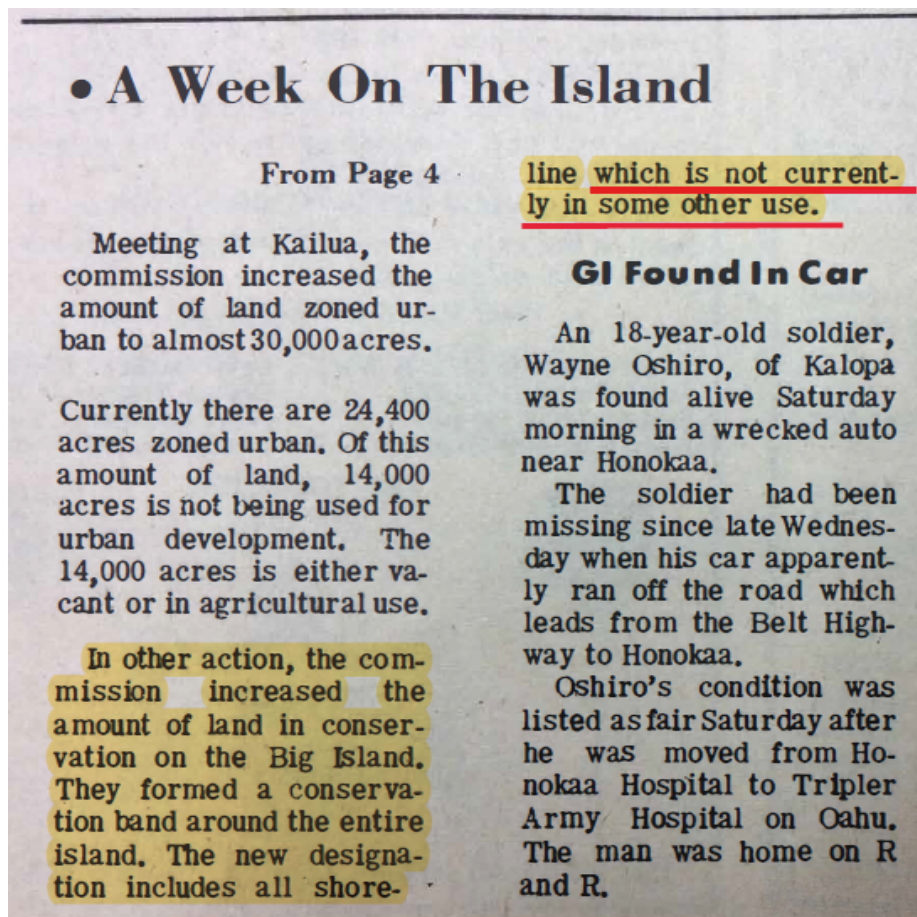 • A Week On The Island
From Page 4
Meeting at Kailua, the
commission increased the
amount of land zoned ur-
ban to almost 30,000 acres.
Currently there are 24,400
acres zoned urban. Of this
amount of land, 14,000
acres is not being used for
urban development. The
14,000 acres is either va-
cant or in agricultural use.
In other action, the com-
mission increased the
amount of land in conser-
vation on the Big Island.
They formed a conserva-
tion band around the entire
island. The new designa-
tion includes all shore-
line which is not current-
ly in some other use.
GI Found In Car
An 18-year-old soldier,
Wayne Oshiro, of Kalopa
was found alive Saturday
morning in a wrecked auto
near Honokaa.
The soldier had been
missing since late Wednes-
day when his car apparent-
ly ran off the road which
leads from the Belt High-
way to Honokaa.
Oshiro's condition was
listed as fair Saturday after
he was moved from Ho-
nokaa Hospital to Tripler
Army Hospital on Oahu.
The man was home on R
and R.